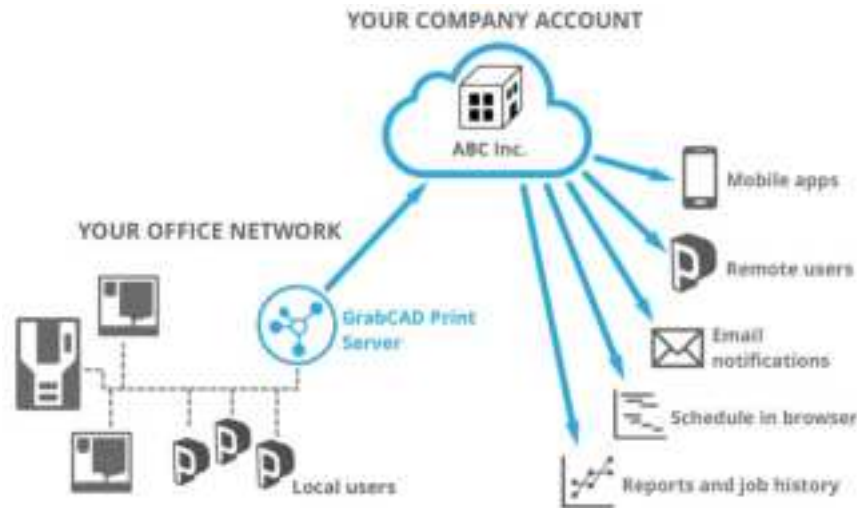 YOUR COMPANY ACCOUNT
ABC Inc.
Mobile apps
YOUR OFFICE NETWORK
Remote users
GrabCAD Print
Server
Email
notifications
Schedule in browser
Local users
Reports and job history